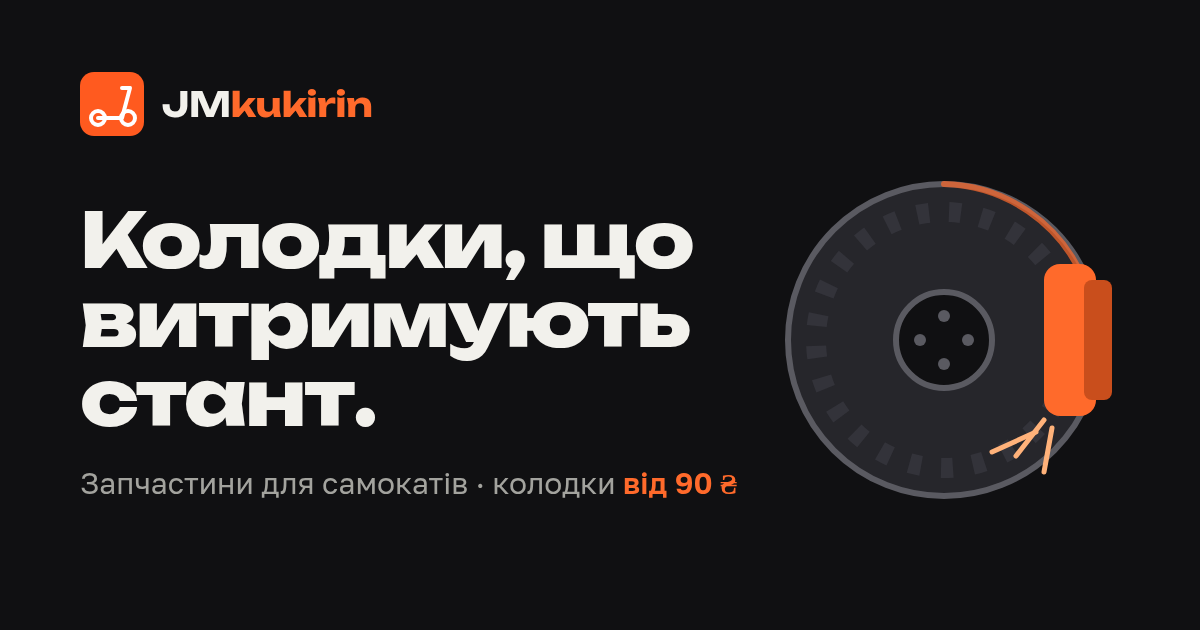 JMkukirin
Колодки, що
витримують
стант.
Запчастини для самокатів · колодки від 90 ₴